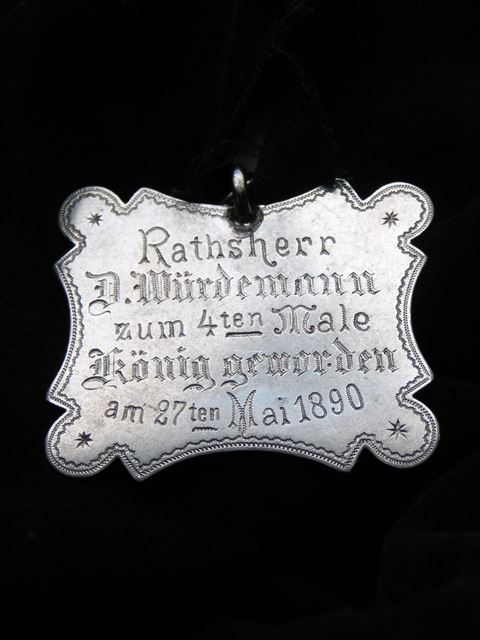 Rathsherr
D. Würdemann
zum 4ten Male
König geworden
am 27ten Mai 1890